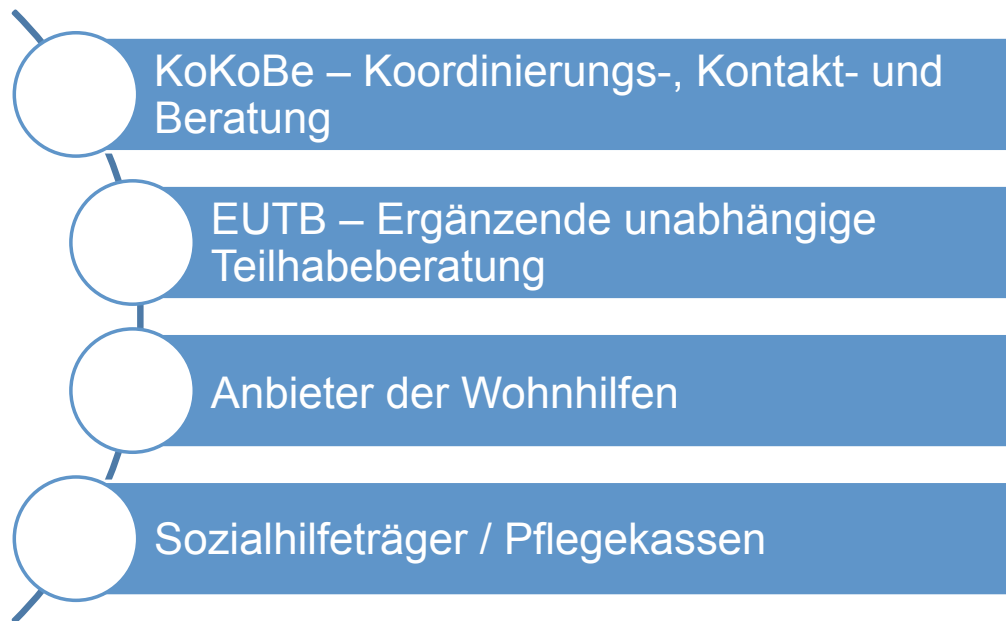 KoKoBe – Koordinierungs-, Kontakt- und
Beratung
EUTB – Ergänzende unabhängige
Teilhabeberatung
Anbieter der Wohnhilfen
Sozialhilfeträger / Pflegekassen